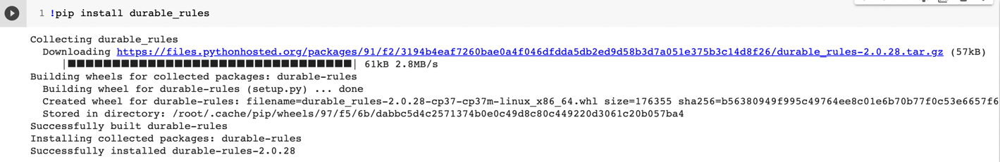 1 !pip install durable_rules
Collecting durable_rules
Downloading https://files.pythonhosted.org/packages/91/f2/3194b4eaf7260bae0a4f046dfdda5db2ed9d58b3d7a051e375b3c14d8f26/durable_rules-2.0.28.tar.gz (57kB)
|■■■■■■■■■■■■■■■■■■■■■■■■■■■■■■■■| 61kB 2.8MB/s
Building wheels for collected packages: durable-rules
Building wheel for durable-rules (setup.py) ... done
Created wheel for durable-rules: filename=durable_rules-2.0.28-cp37-cp37m-linux_x86_64.whl size=176355 sha256=b56380949f995c49764ee8c01e6b70b77f0c53e6657f6
Stored in directory: /root/.cache/pip/wheels/97/f5/6b/dabbc5d4c2571374b0e0c49d8c80c449220d3061c20b057ba4
Successfully built durable-rules
Installing collected packages: durable-rules
Successfully installed durable-rules-2.0.28